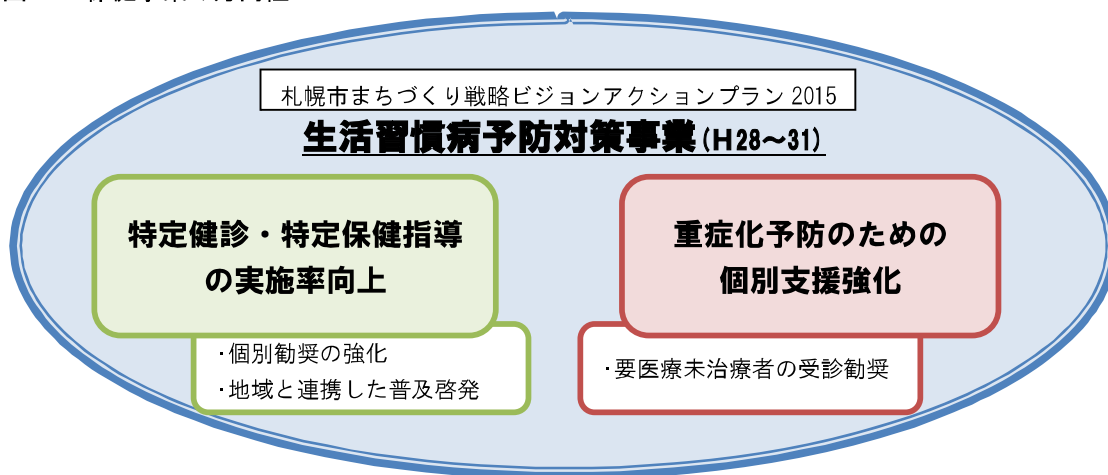 札幌市まちづくり戦略ビジョンアクションプラン 2015
生活習慣病予防対策事業(H28～31)
特定健診・特定保健指導
の実施率向上
・個別勧奨の強化
・地域と連携した普及啓発
重症化予防のための
個別支援強化
・要医療未治療者の受診勧奨